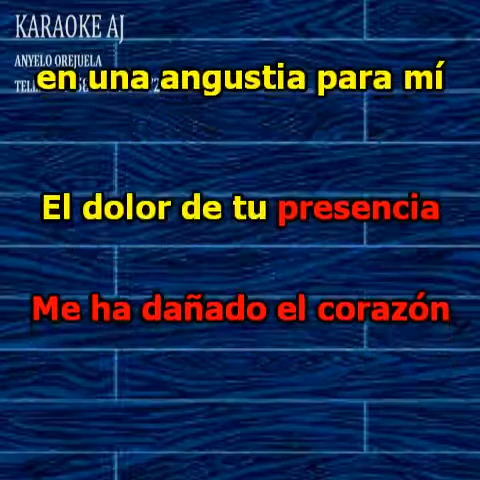 KARAOKE AJ
ANYELO OREJUELA
en una angustia para mí
El dolor de tu presencia
Me ha dañado el corazón